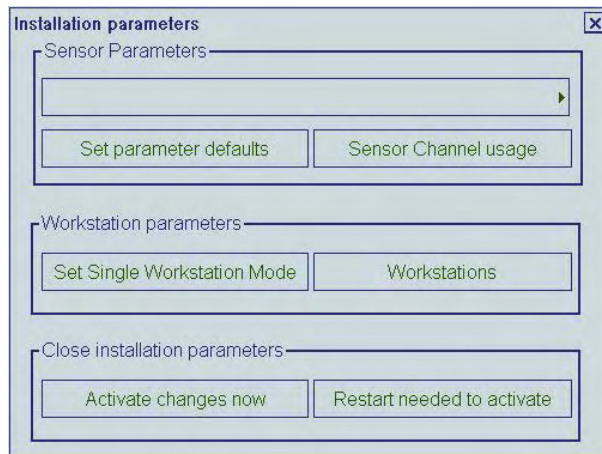 Installation parameters
Sensor Parameters
Set parameter defaults
Sensor Channel usage
Workstation parameters
Set Single Workstation Mode
Workstations
Close installation parameters
Activate changes now
Restart needed to activate